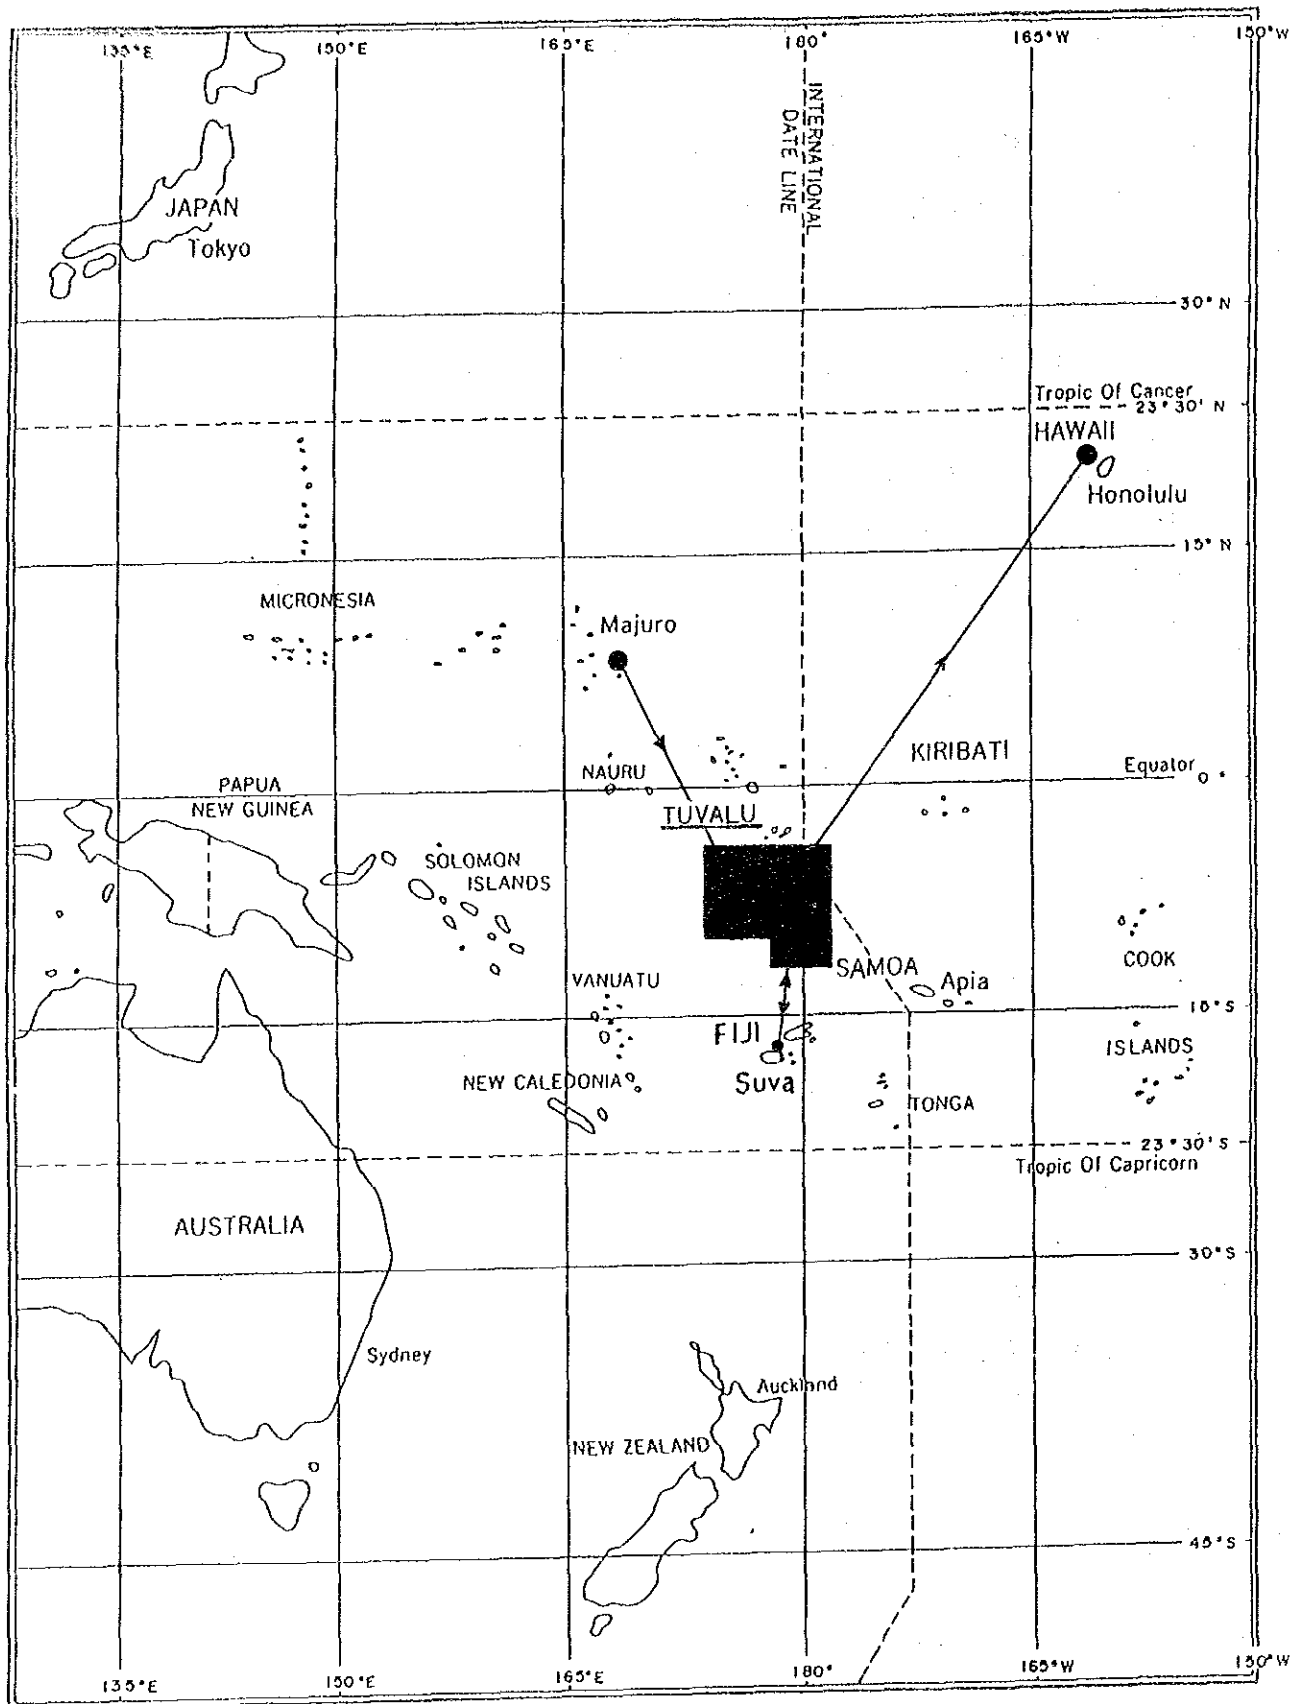 135°E 150°E 165°E 180° 165°W 150°W
INTERNATIONAL
DATE LINE
JAPAN
Tokyo
30°N
Tropic Of Cancer
23°30' N
HAWAII
Honolulu
15°N
MICRONESIA
Majuro
KIRIBATI
NAURU
Equator 0°
PAPUA
NEW GUINEA
TUVALU
SOLOMON
ISLANDS
SAMOA
COOK
VANUATU
Apia
15°S
FIJI
ISLANDS
NEW CALEDONIA
Suva
TONGA
23°30'S
Tropic Of Capricorn
AUSTRALIA
30°S
Sydney
Auckland
NEW ZEALAND
45°S
135°E 150°E 165°E 180° 165°W 150°W